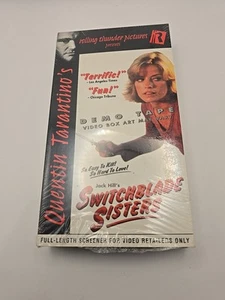 rolling thunder pictures
presents
Quentin Tarantino's
"Terrific!"
- Los Angeles Times
"Fun!"
- Chicago Tribune
DEMO TAPE
VIDEO BOX ART
So Easy To Kill!
So Hard To Love!
Jack Hill's
SWITCHBLADE
SISTERS
FULL-LENGTH SCREENER FOR VIDEO RETAILERS ONLY